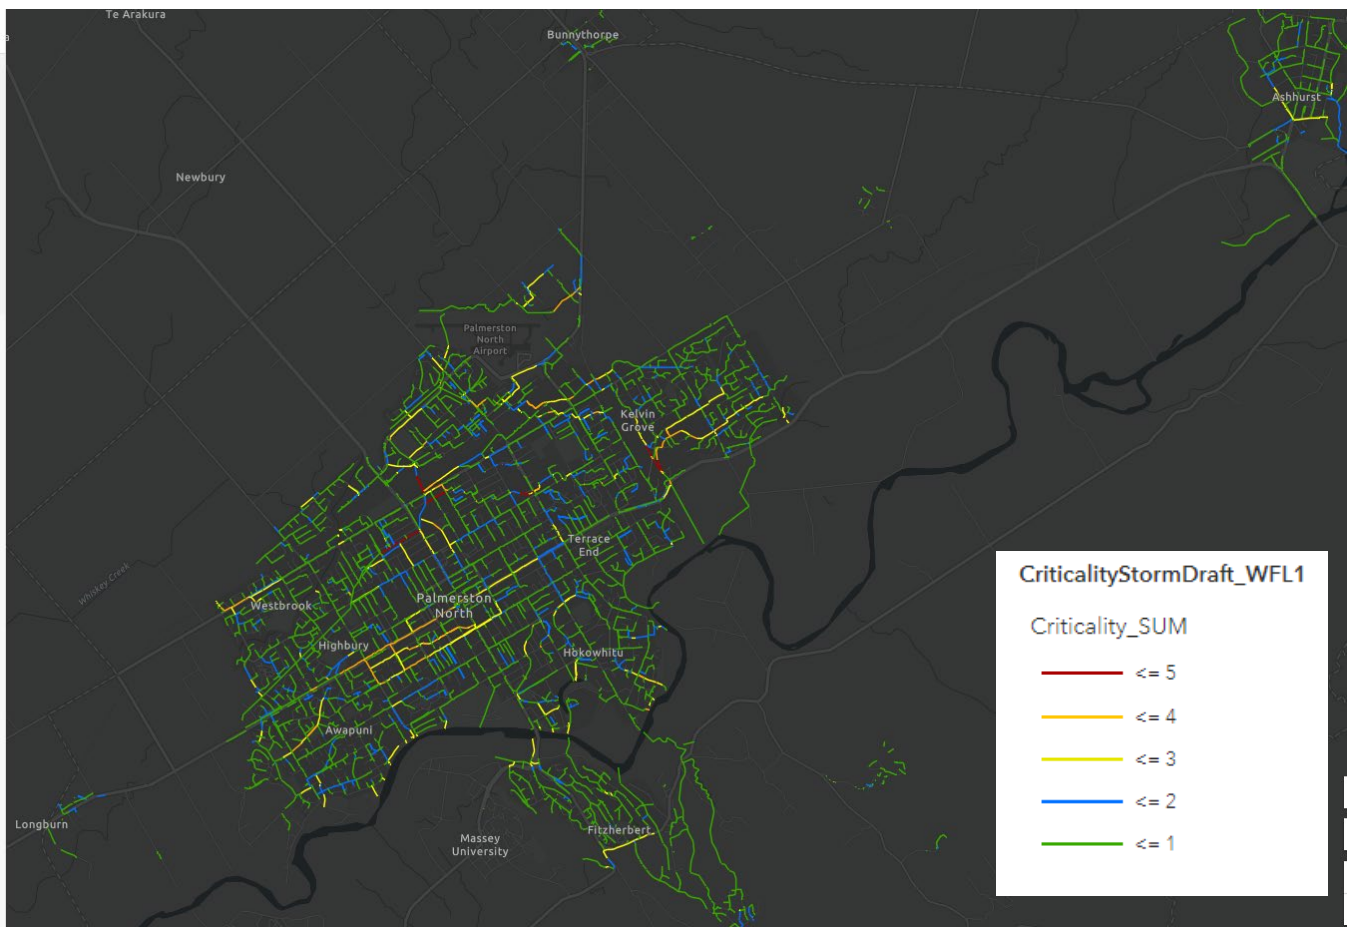 Te Arakura
a
Bunnythorpe
Ashhurst
Newbury
Palmerston
North
Airport
Kelvin
Grove
Terrace
End
Whiskey Creek
Westbrook
Palmerston
North
Highbury
Hokowhitu
Awapuni
Longburn
Massey
University
Fitzherbert
CriticalityStormDraft_WFL1
Criticality_SUM
<= 5
<= 4
<= 3
<= 2
<= 1